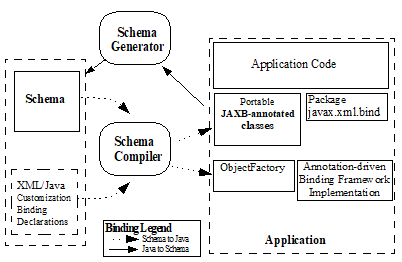 Schema
Generator
Schema
XML/Java
Customization
Binding
Declarations
Schema
Compiler
Binding Legend
Schema to Java
Java to Schema
Application Code
Portable
JAXB-annotated
classes
Package
javax.xml.bind
ObjectFactory
Annotation-driven
Binding Framework
Implementation
Application